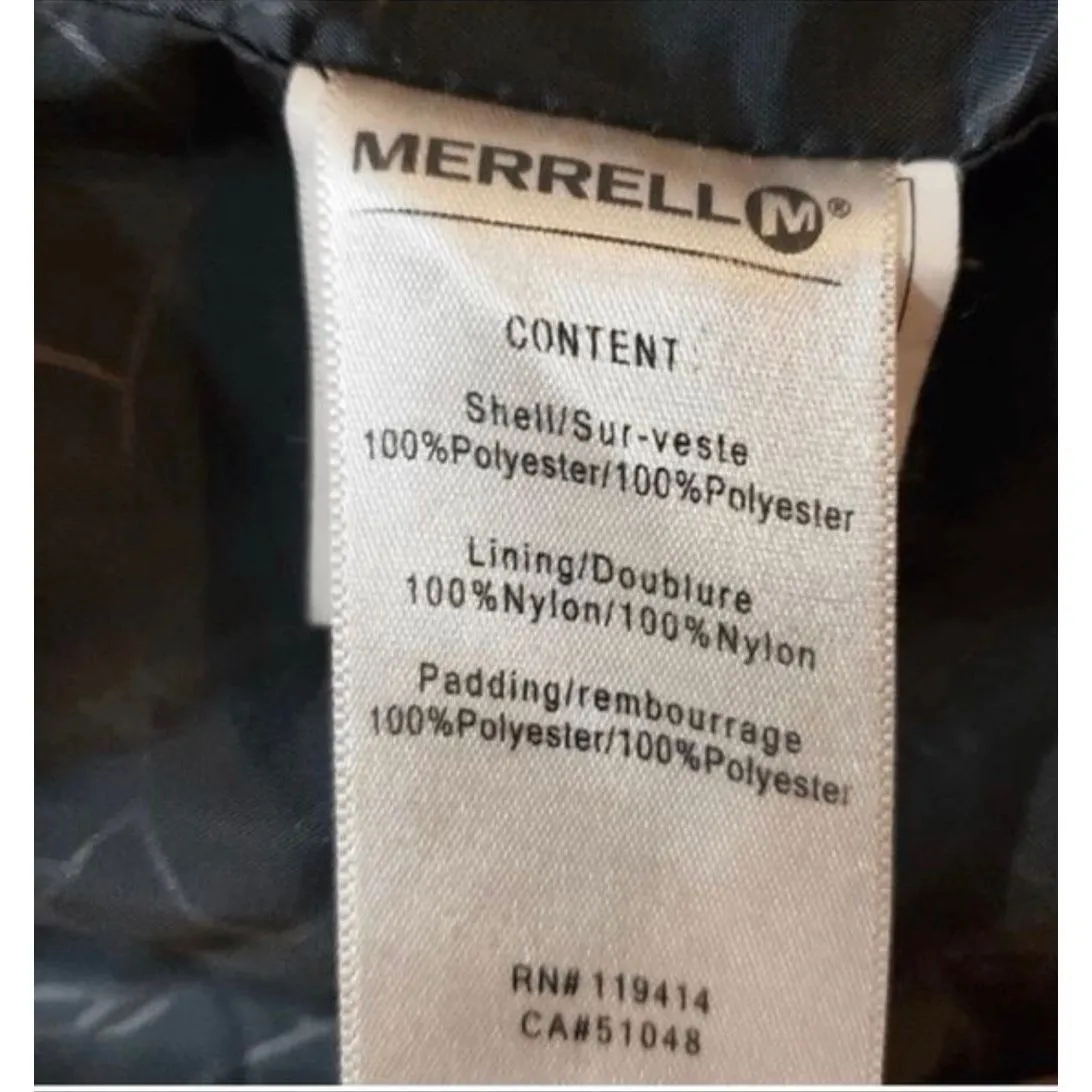 MERRELL M®
CONTENT
Shell/Sur-veste
100%Polyester/100%Polyester
Lining/Doublure
100%Nylon/100%Nylon
Padding/rembourrage
100%Polyester/100%Polyester
RN# 119414
CA#51048